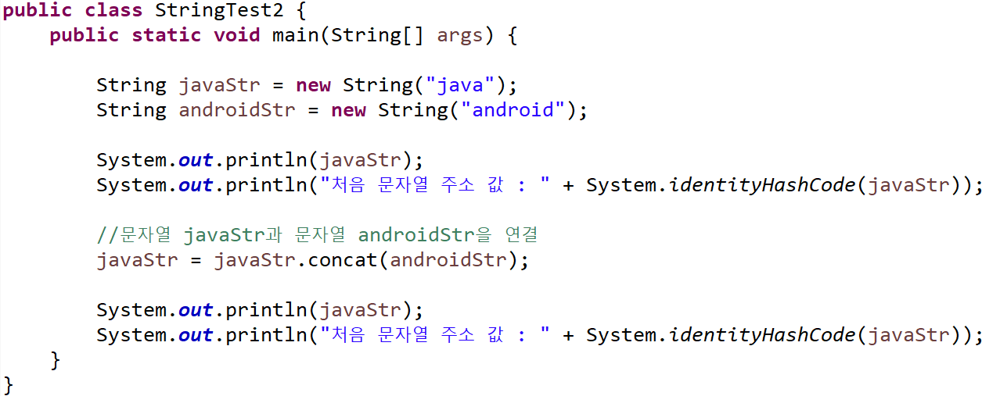 public class StringTest2 {
    public static void main(String[] args) {
        String javaStr = new String("java");
        String androidStr = new String("android");
        System.out.println(javaStr);
        System.out.println("처음 문자열 주소 값 : " + System.identityHashCode(javaStr));
        //문자열 javaStr과 문자열 androidStr을 연결
        javaStr = javaStr.concat(androidStr);
        System.out.println(javaStr);
        System.out.println("처음 문자열 주소 값 : " + System.identityHashCode(javaStr));
    }
}